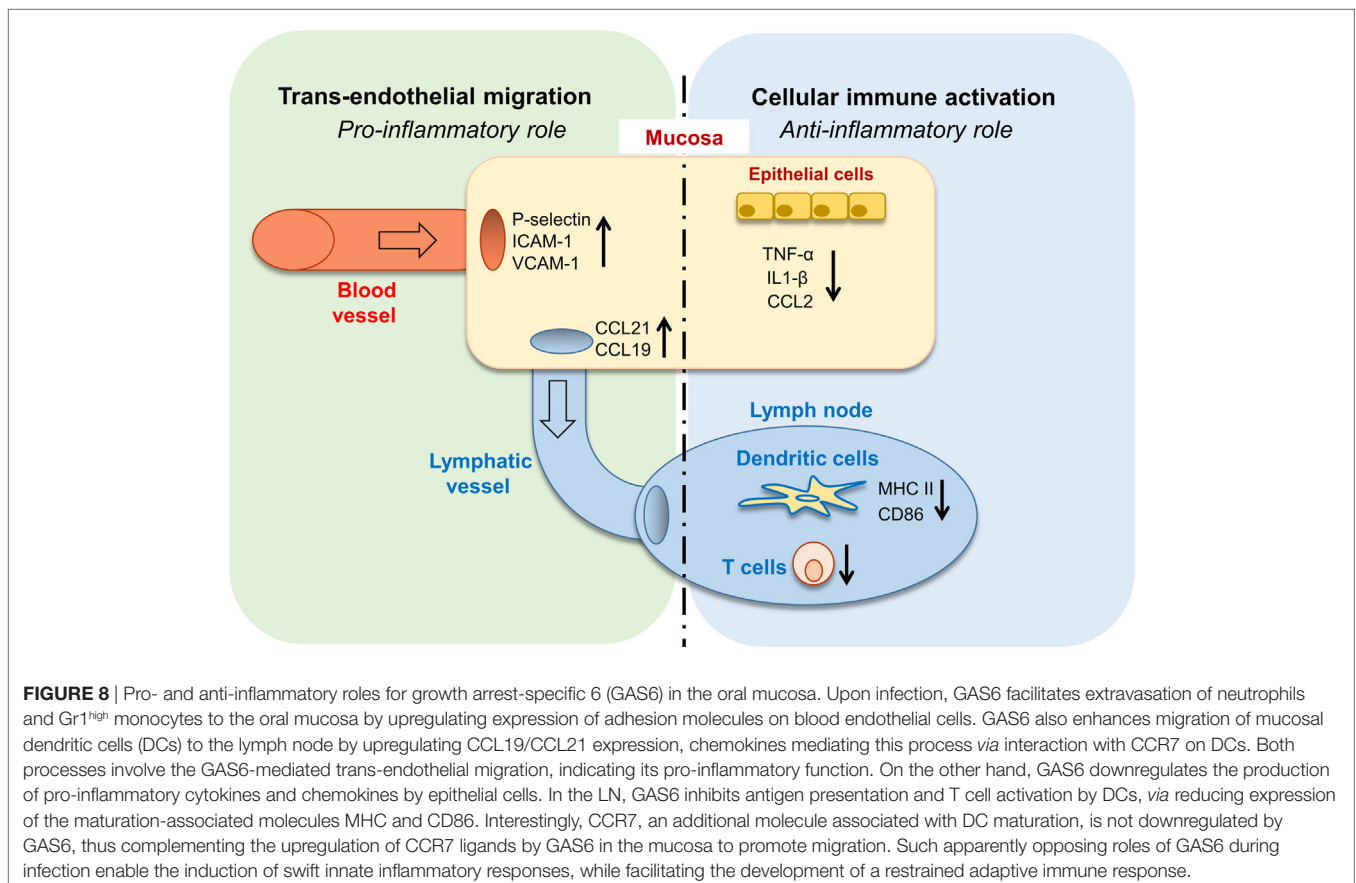 Trans-endothelial migration
Pro-inflammatory role
Cellular immune activation
Anti-inflammatory role
Mucosa
Epithelial cells
P-selectin
ICAM-1
VCAM-1
TNF-α
IL1-β
CCL2
Blood
vessel
CCL21
CCL19
Lymph node
Lymphatic
vessel
Dendritic cells
MHC II
CD86
T cells
FIGURE 8 | Pro- and anti-inflammatory roles for growth arrest-specific 6 (GAS6) in the oral mucosa. Upon infection, GAS6 facilitates extravasation of neutrophils
and Gr1high monocytes to the oral mucosa by upregulating expression of adhesion molecules on blood endothelial cells. GAS6 also enhances migration of mucosal
dendritic cells (DCs) to the lymph node by upregulating CCL19/CCL21 expression, chemokines mediating this process via interaction with CCR7 on DCs. Both
processes involve the GAS6-mediated trans-endothelial migration, indicating its pro-inflammatory function. On the other hand, GAS6 downregulates the production
of pro-inflammatory cytokines and chemokines by epithelial cells. In the LN, GAS6 inhibits antigen presentation and T cell activation by DCs, via reducing expression
of the maturation-associated molecules MHC and CD86. Interestingly, CCR7, an additional molecule associated with DC maturation, is not downregulated by
GAS6, thus complementing the upregulation of CCR7 ligands by GAS6 in the mucosa to promote migration. Such apparently opposing roles of GAS6 during
infection enable the induction of swift innate inflammatory responses, while facilitating the development of a restrained adaptive immune response.